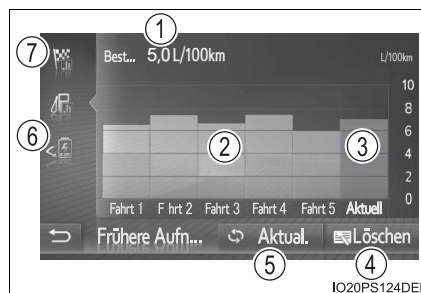 1
7
Best... 5,0 L/100km
L/100km
10
8
6
6
2
3
4
2
0
Fahrt 1 F hrt 2 Fahrt 3 Fahrt 4 Fahrt 5 Aktuell
Frühere Aufn... Aktual. Löschen
5
4
IO20PS124DE